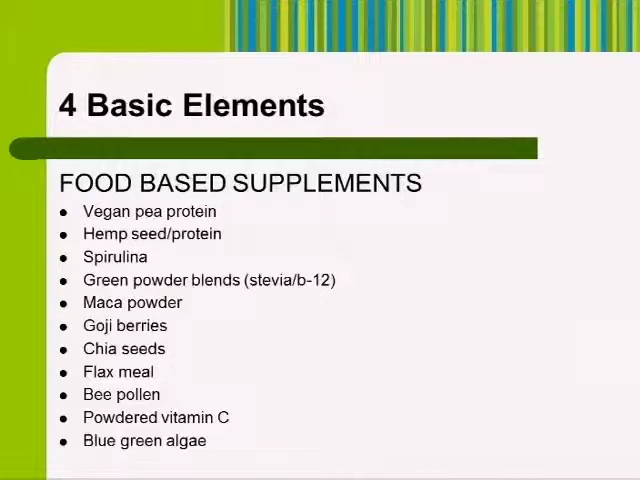 4 Basic Elements
FOOD BASED SUPPLEMENTS
Vegan pea protein
Hemp seed/protein
Spirulina
Green powder blends (stevia/b-12)
Maca powder
Goji berries
Chia seeds
Flax meal
Bee pollen
Powdered vitamin C
Blue green algae